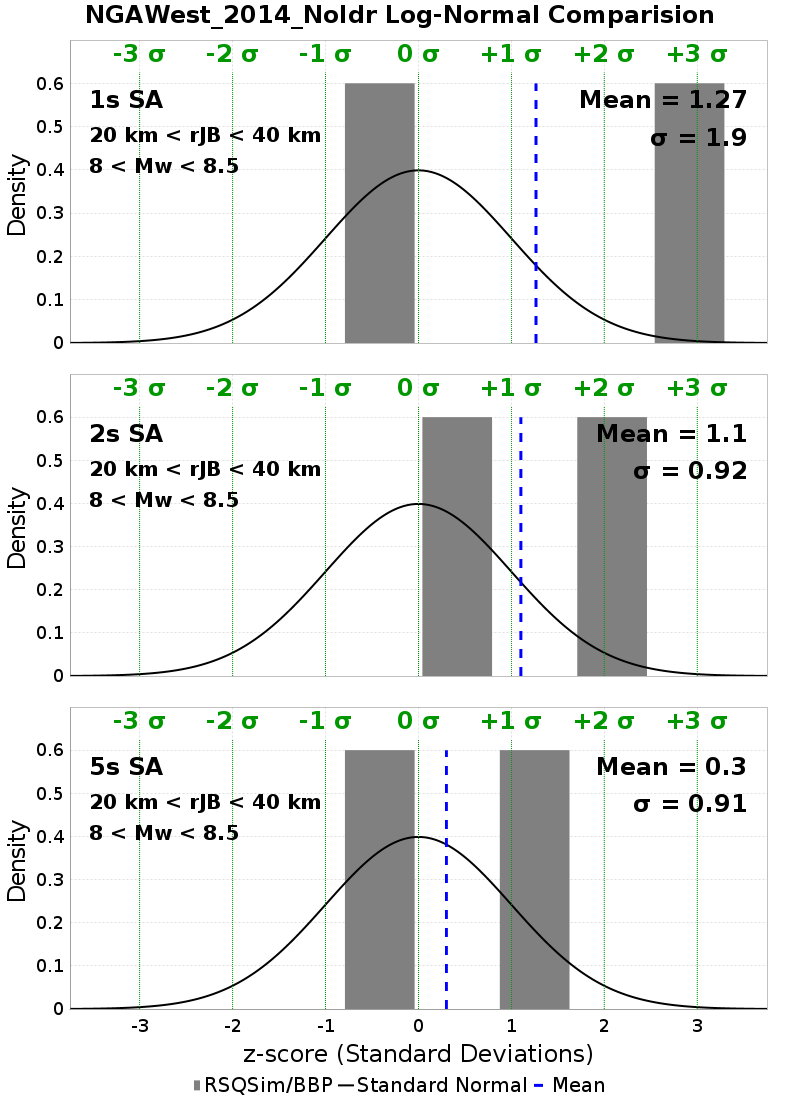 NGAWest_2014_NoIdr Log-Normal Comparision
-3 σ -2 σ -1 σ 0 σ +1 σ +2 σ +3 σ
0.6
1s SA
Mean = 1.27
0.5
20 km < rJB < 40 km
σ = 1.9
0.4
8 < Mw < 8.5
0.3
0.2
0.1
0
Density
-3 σ -2 σ -1 σ 0 σ +1 σ +2 σ +3 σ
0.6
2s SA
Mean = 1.1
0.5
20 km < rJB < 40 km
σ = 0.92
0.4
8 < Mw < 8.5
0.3
0.2
0.1
0
Density
-3 σ -2 σ -1 σ 0 σ +1 σ +2 σ +3 σ
0.6
5s SA
Mean = 0.3
0.5
20 km < rJB < 40 km
σ = 0.91
0.4
8 < Mw < 8.5
0.3
0.2
0.1
0
Density
-3 -2 -1 0 1 2 3
z-score (Standard Deviations)
RSQSim/BBP Standard Normal Mean